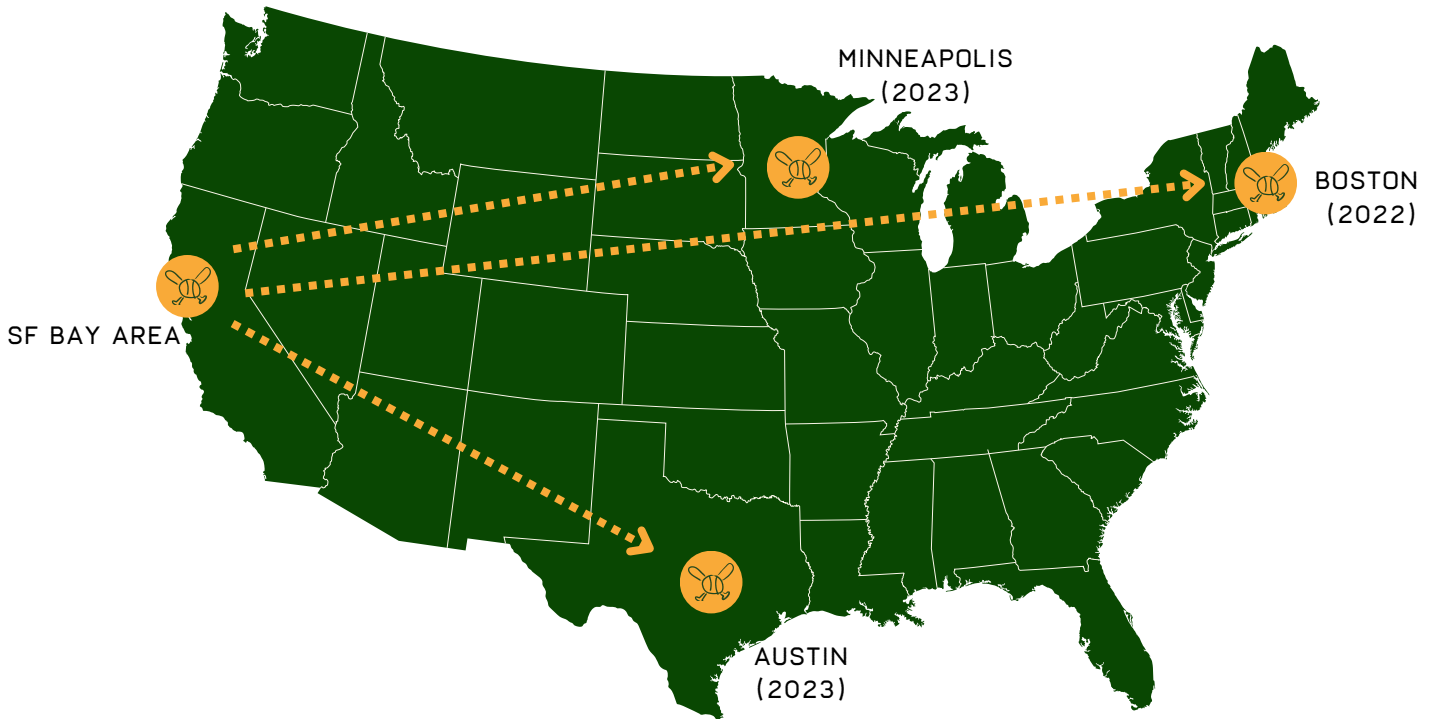 MINNEAPOLIS
(2023)
BOSTON
(2022)
SF BAY AREA
AUSTIN
(2023)